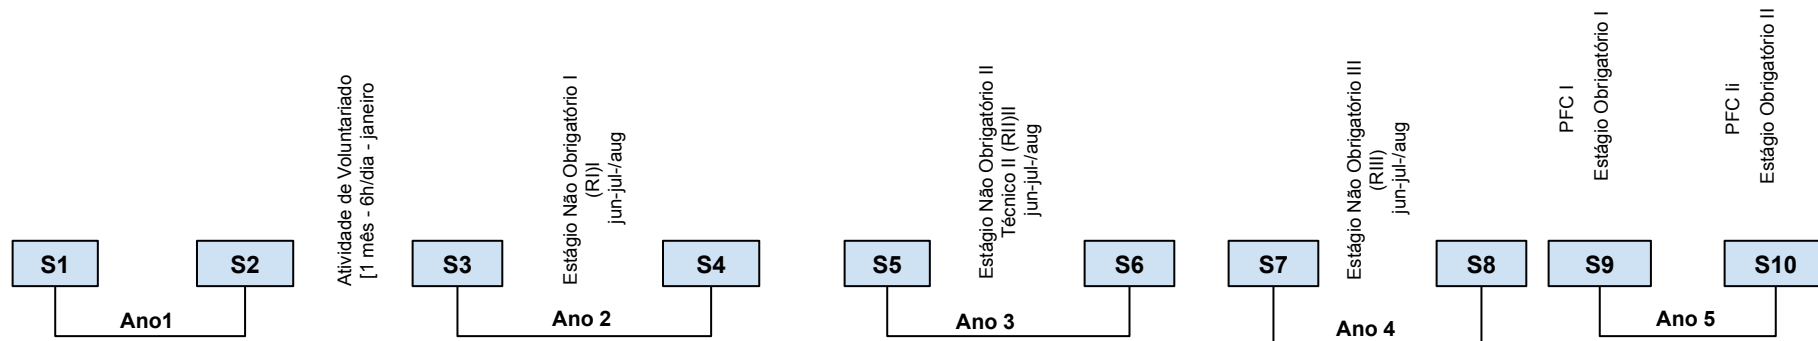 Atividade de Voluntariado
[1 mês - 6h/dia - janeiro
Estágio Não Obrigatório I
(RI)I
jun-jul-/aug
Estágio Não Obrigatório II
Técnico II (RII)II
jun-jul-/aug
Estágio Não Obrigatório III
(RIII)
jun-jul-/aug
PFC I
Estágio Obrigatório I
PFC Ii
Estágio Obrigatório II
S1
S2
S3
S4
S5
S6
S7
S8
S9
S10
Ano1
Ano 2
Ano 3
Ano 4
Ano 5